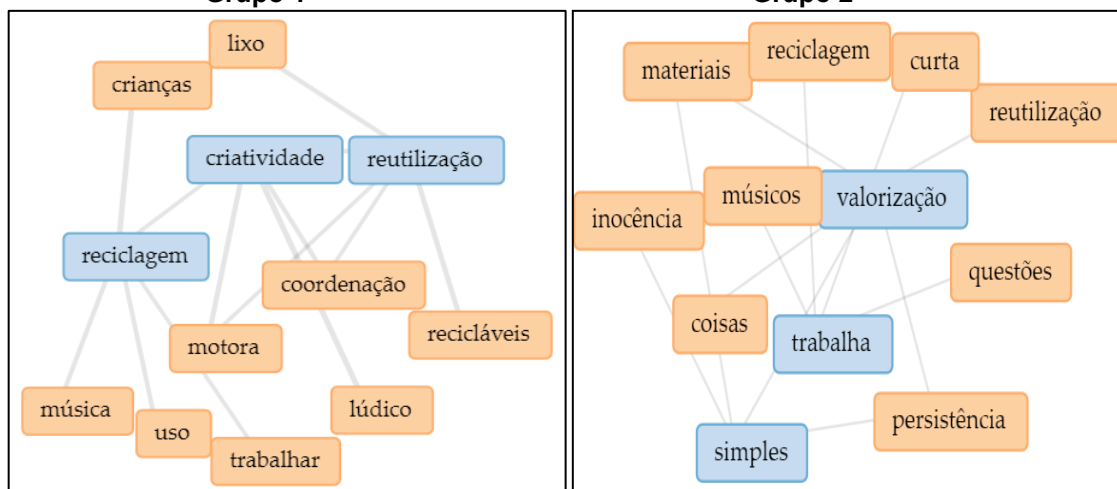 lixo
crianças
criatividade
reutilização
reciclagem
coordenação
recicláveis
motora
música
uso
lúdico
trabalhar
reciclagem
materiais
curta
reutilização
músicos
valorização
inocência
questões
coisas
trabalha
persistência
simples